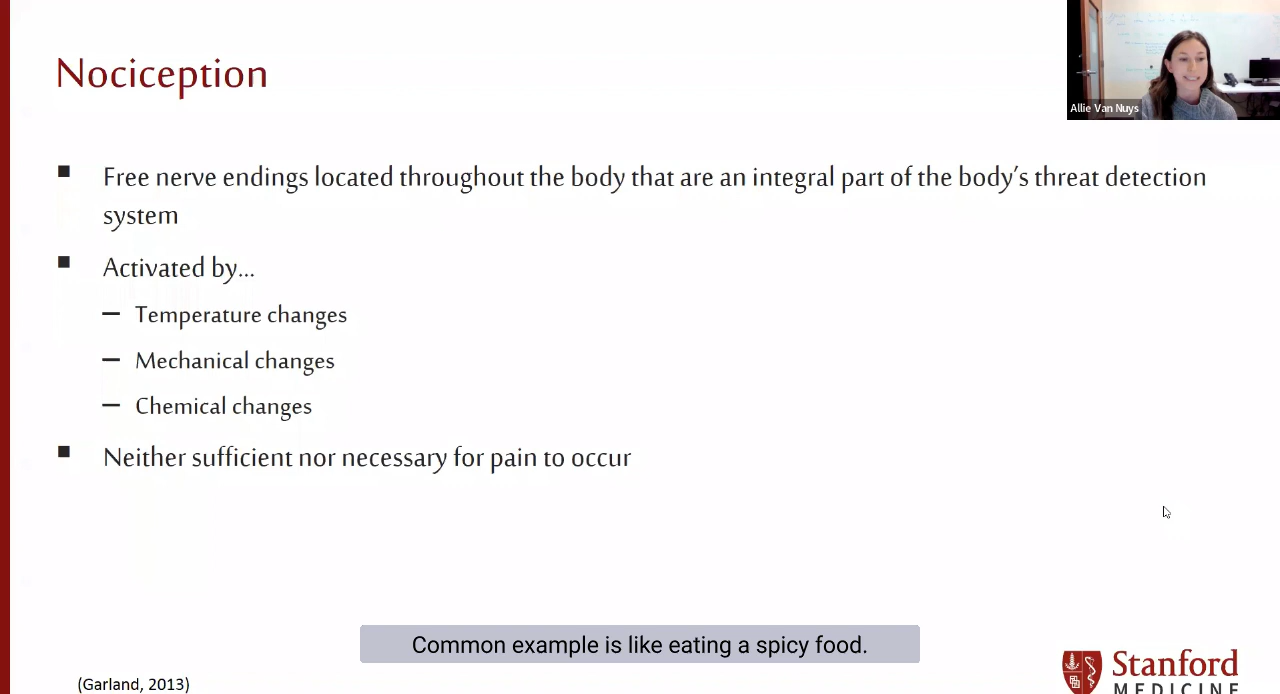 Nociception
Allie Van Nuys
■ Free nerve endings located throughout the body that are an integral part of the body's threat detection
system
■ Activated by...
– Temperature changes
– Mechanical changes
– Chemical changes
■ Neither sufficient nor necessary for pain to occur
Common example is like eating a spicy food.
(Garland, 2013)
Stanford
MEDICINE